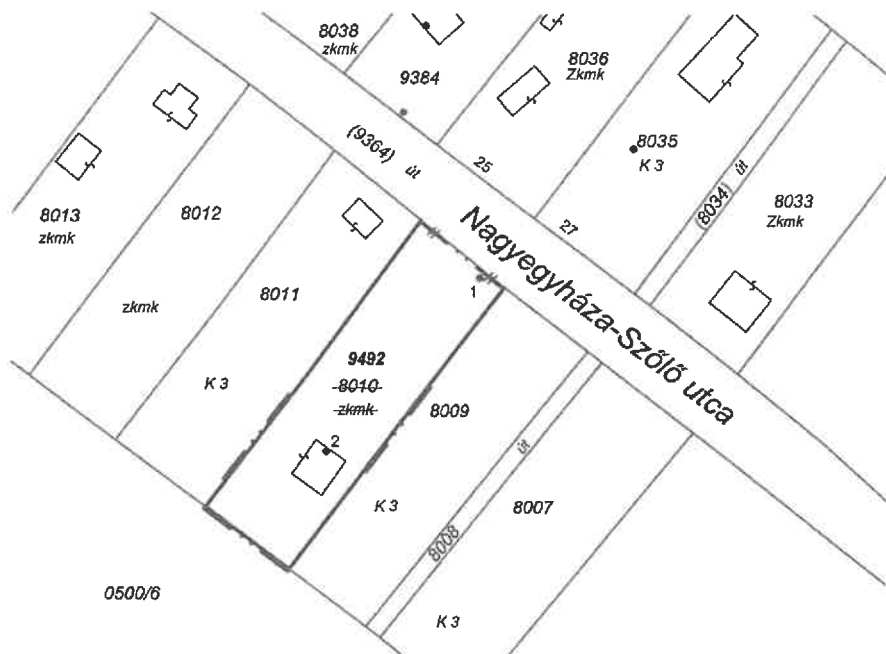 8038
zkmk
9384
8036
Zkmk
(9364) út
25
8035
K 3
(8034) út
8033
Zkmk
27
8013
zkmk
8012
zkmk
Nagyegyháza-Szőlő utca
8011
K 3
1
9492
8010
zkmk
2
8009
K 3
út
8008
8007
K 3
0500/6